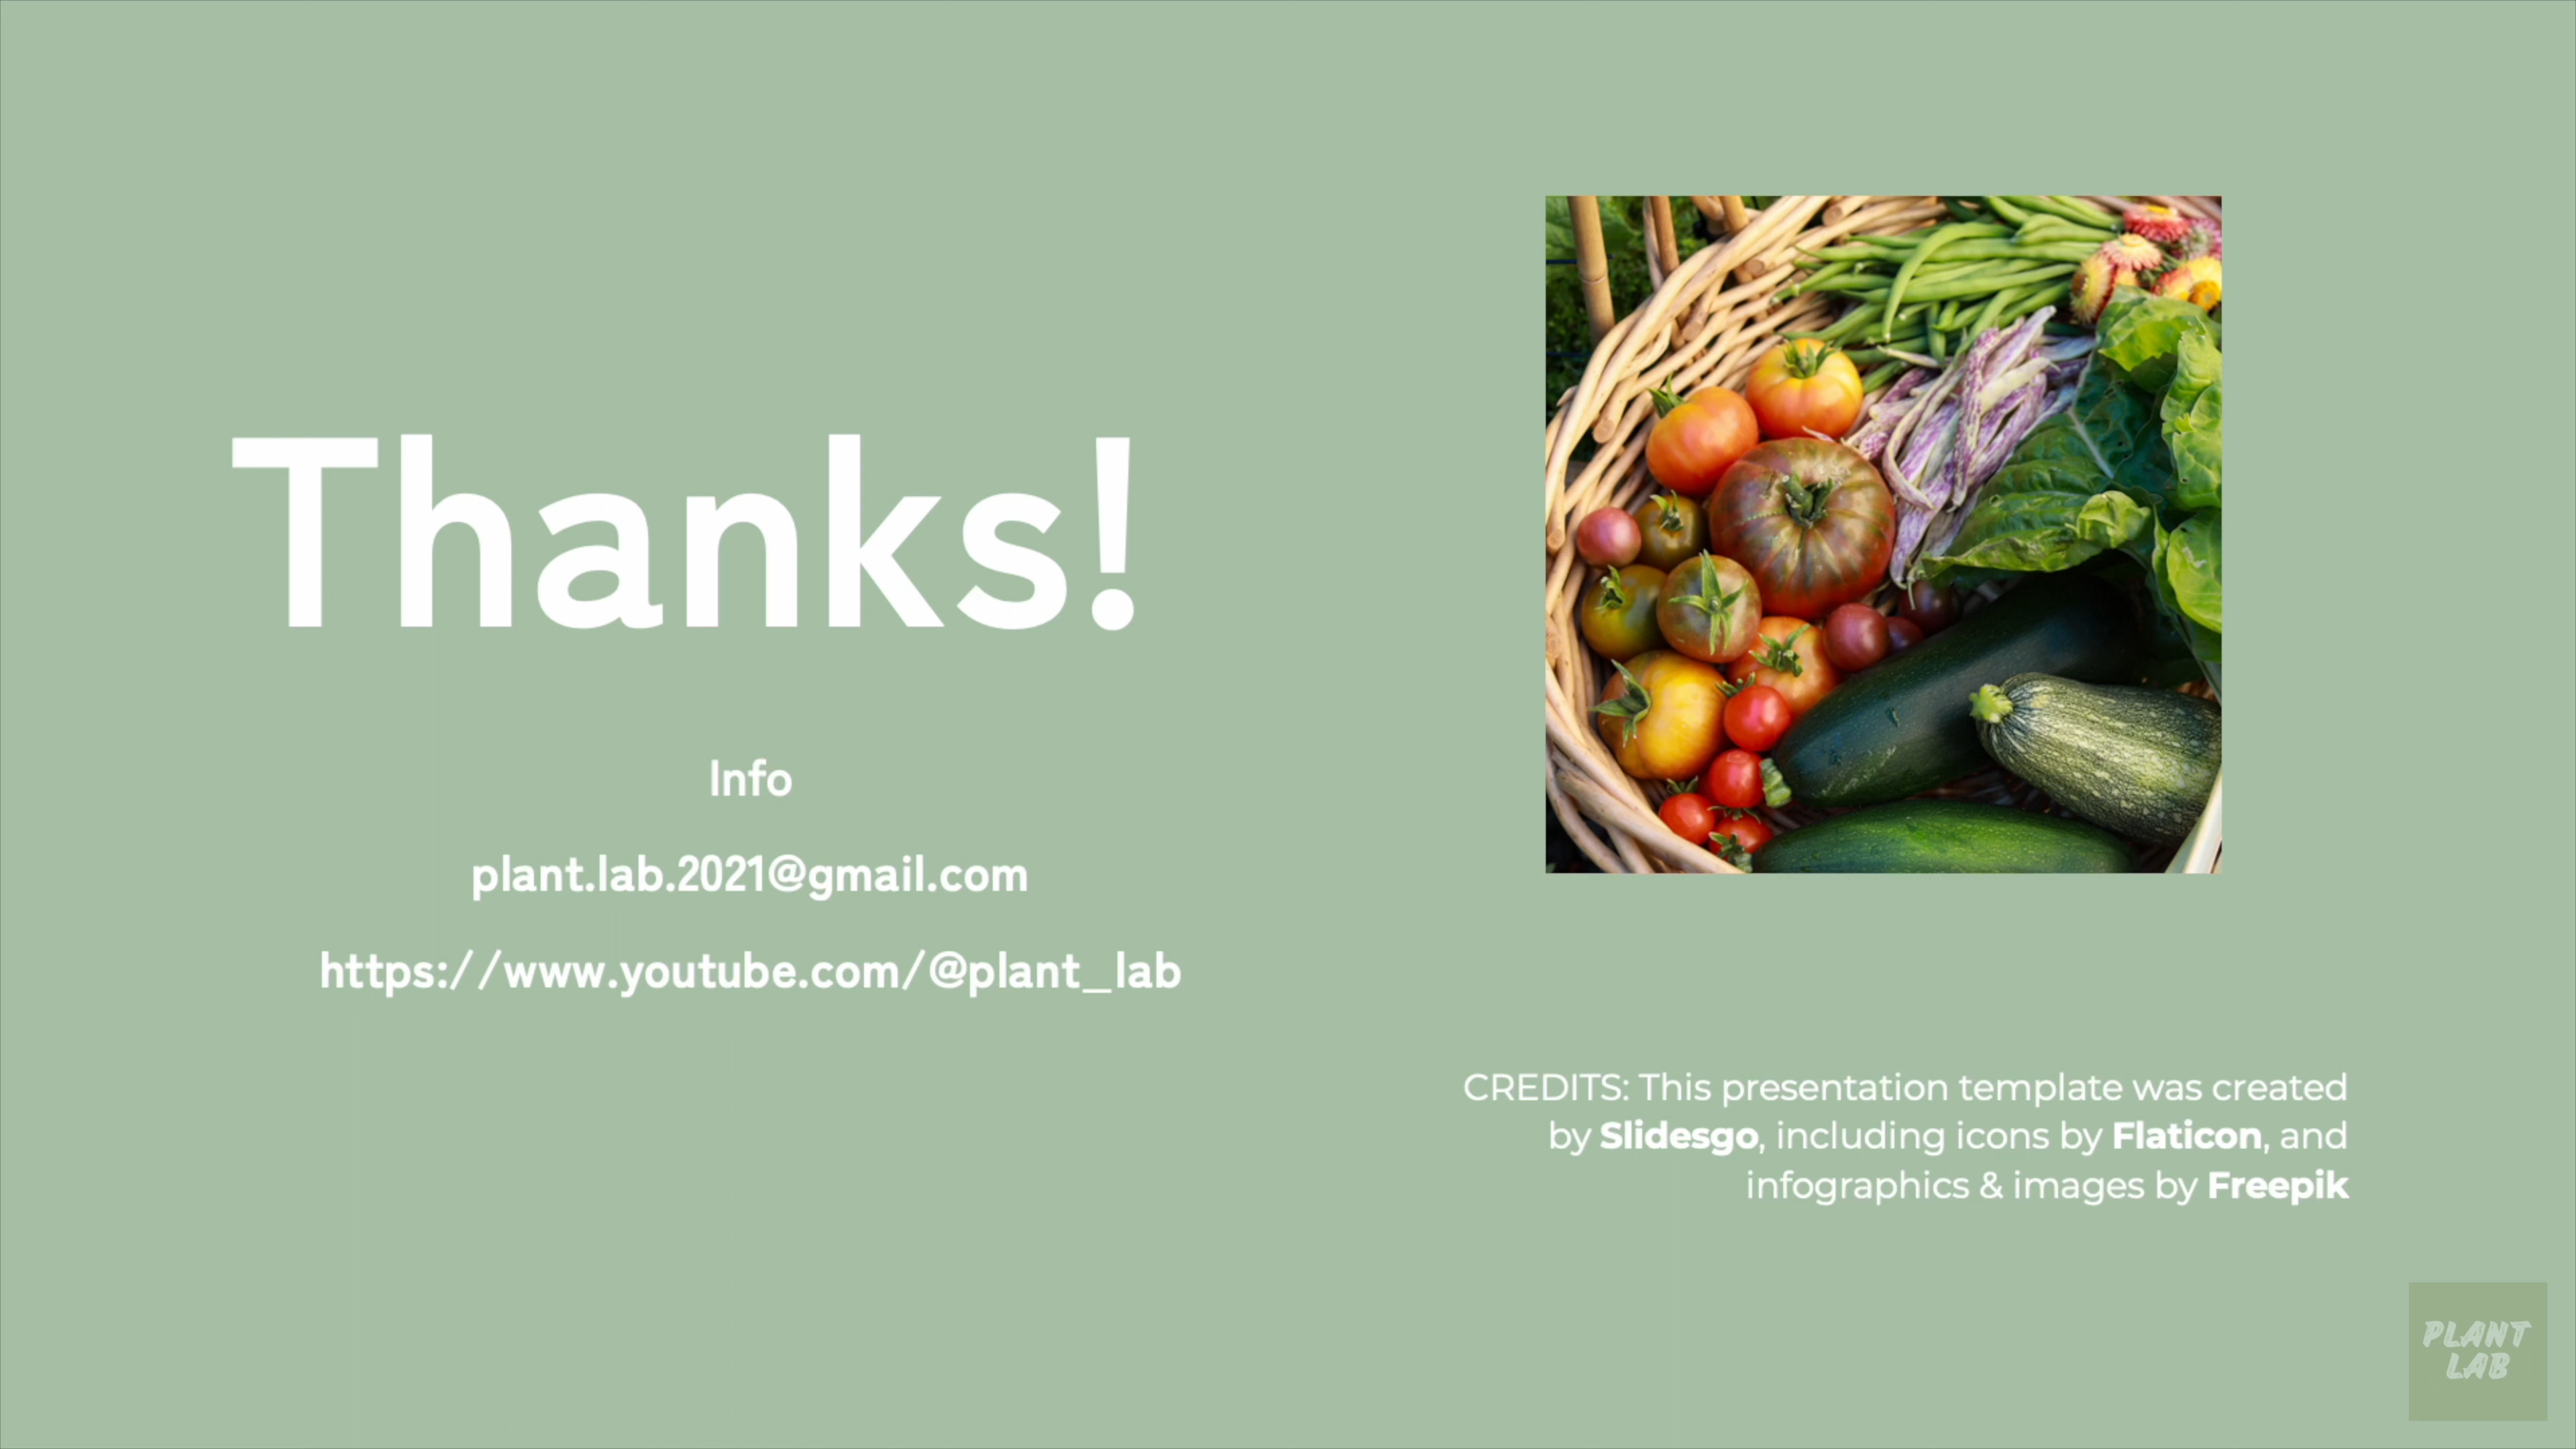 Thanks!
Info
plant.lab.2021@gmail.com
https://www.youtube.com/@plant_lab
CREDITS: This presentation template was created
by Slidesgo, including icons by Flaticon, and
infographics & images by Freepik
PLANT
LAB